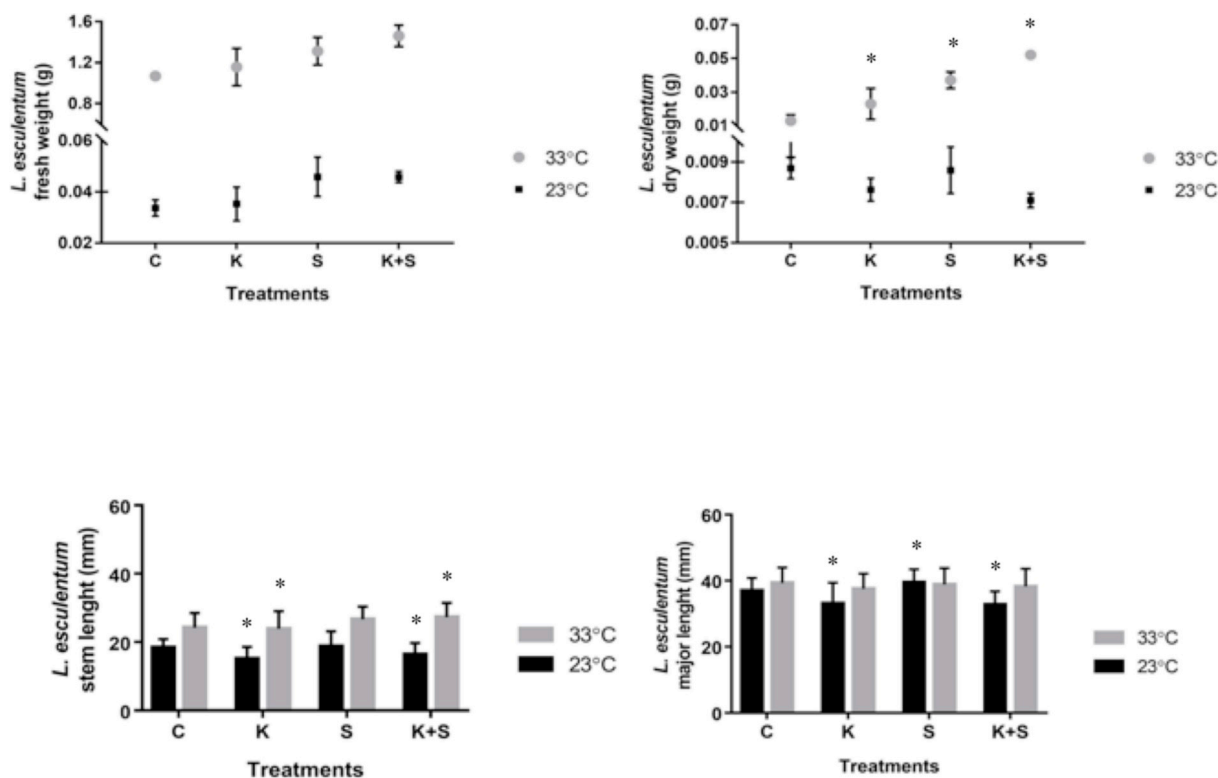 L. esculentum
fresh weight (g)
1.6
1.2
0.8
0.06
0.04
0.02
C K S K+S
Treatments
33°C
23°C
L. esculentum
dry weight (g)
0.07
0.05
0.03
0.01
0.009
0.007
0.005
* * *
C K S K+S
Treatments
33°C
23°C
L. esculentum
stem lenght (mm)
60
40
20
0
* * * *
C K S K+S
Treatments
33°C
23°C
L. esculentum
major lenght (mm)
60
40
20
0
* * *
C K S K+S
Treatments
33°C
23°C